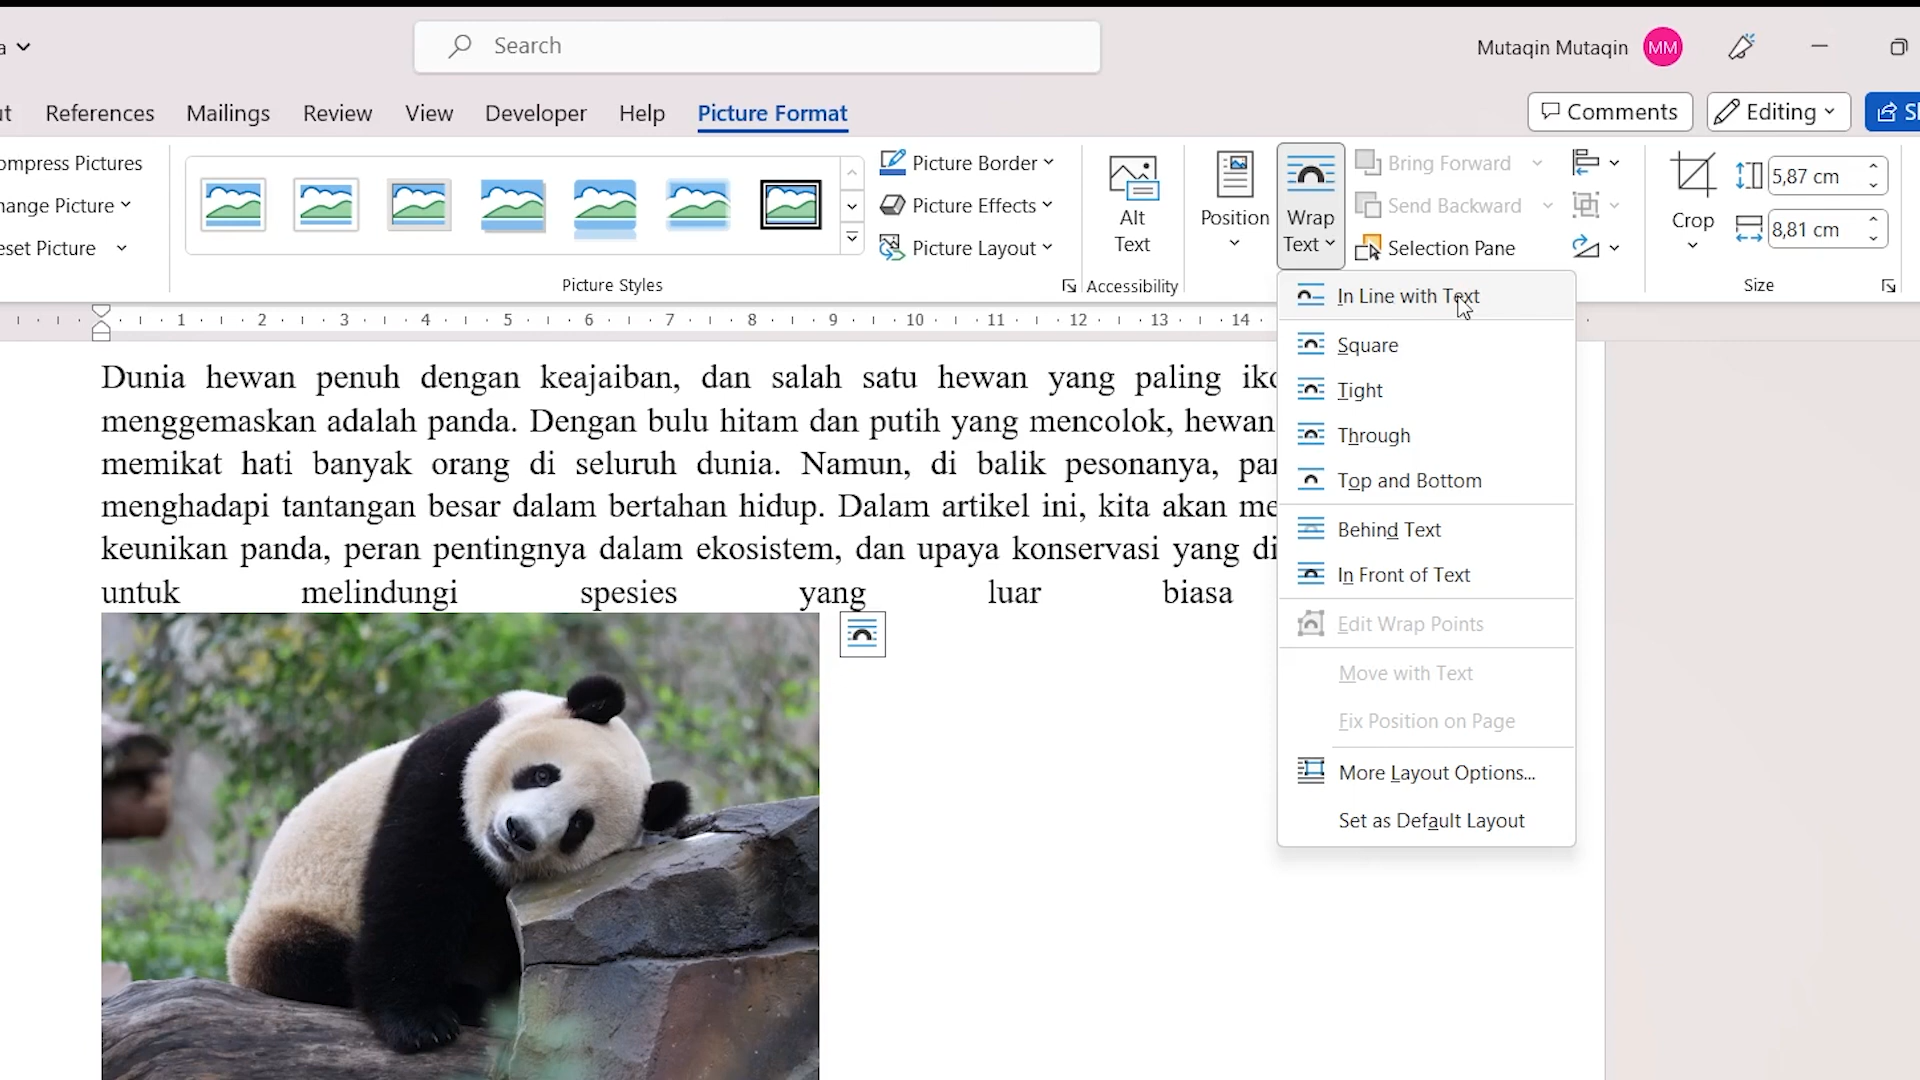 Search
Mutaqin Mutaqin
MM
References
Mailings
Review
View
Developer
Help
Picture Format
Comments
Editing
Picture
Picture Border
Picture Effects
Picture Layout
Picture Styles
Alt
Text
Accessibility
Position
Wrap
Text
Bring Forward
Send Backward
Selection Pane
Crop
5,87 cm
8,81 cm
Size
Pictures
Picture
In Line with Text
Square
Tight
Through
Top and Bottom
Behind Text
In Front of Text
Edit Wrap Points
Move with Text
Fix Position on Page
More Layout Options...
Set as Default Layout
1 2 3 4 5 6 7 8 9 10 11 12 13 14
Dunia hewan penuh dengan keajaiban, dan salah satu hewan yang paling
menggemaskan adalah panda. Dengan bulu hitam dan putih yang mencolok, hewan
memikat hati banyak orang di seluruh dunia. Namun, di balik pesonanya,
menghadapi tantangan besar dalam bertahan hidup. Dalam artikel ini, kita akan
keunikan panda, peran pentingnya dalam ekosistem, dan upaya konservasi yang
untuk melindungi spesies yang luar biasa